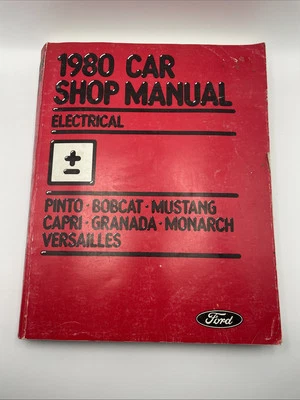 1980 CAR
SHOP MANUAL
ELECTRICAL
±
PINTO · BOBCAT · MUSTANG
CAPRI · GRANADA · MONARCH
VERSAILLES
Ford